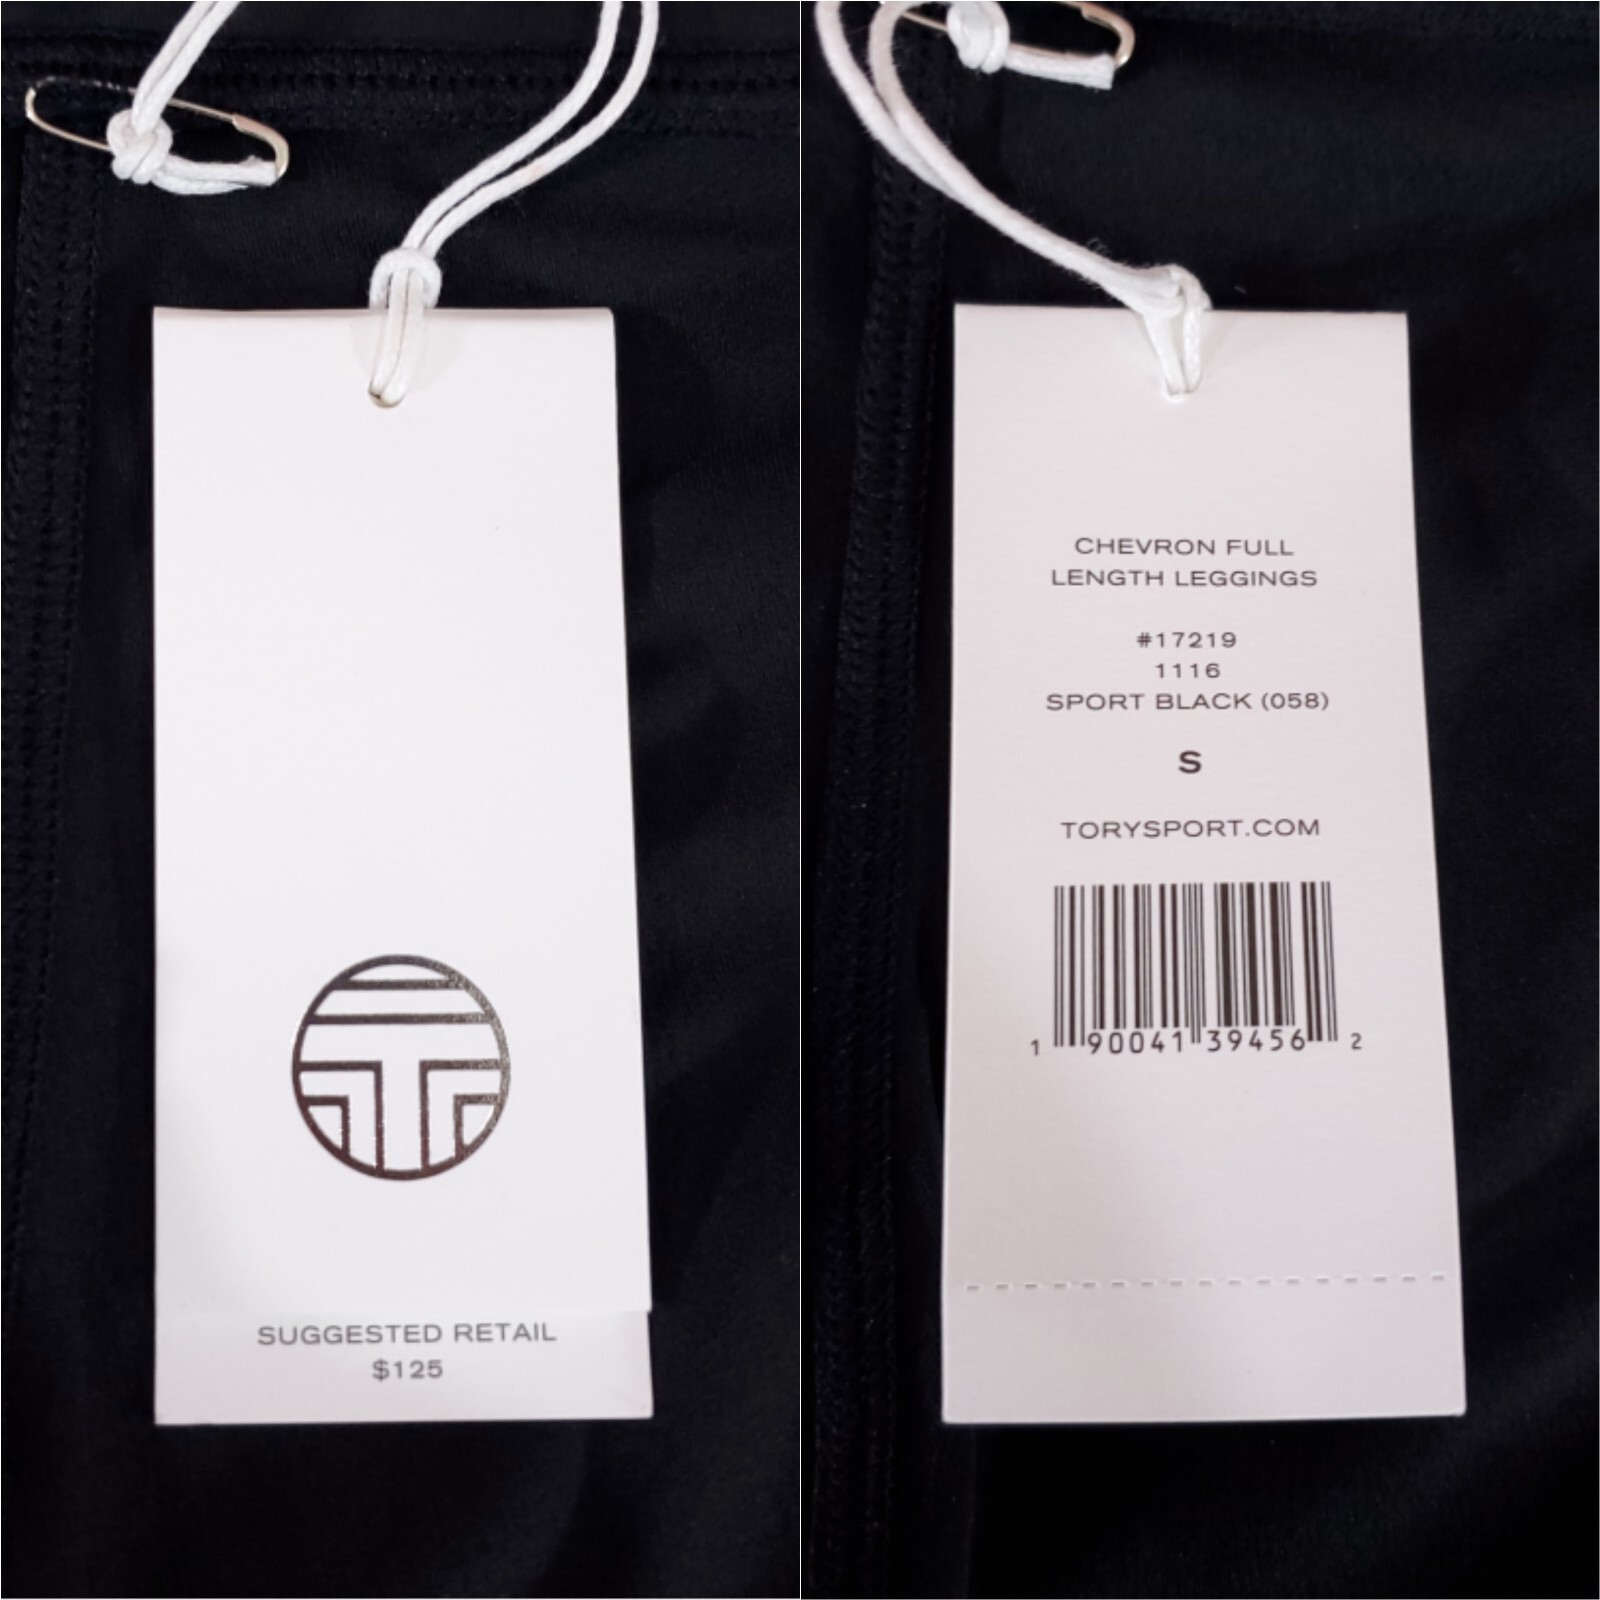 SUGGESTED RETAIL
$125
CHEVRON FULL
LENGTH LEGGINGS
#17219
1116
SPORT BLACK (058)
S
TORYSPORT.COM
1 90041 39456 2